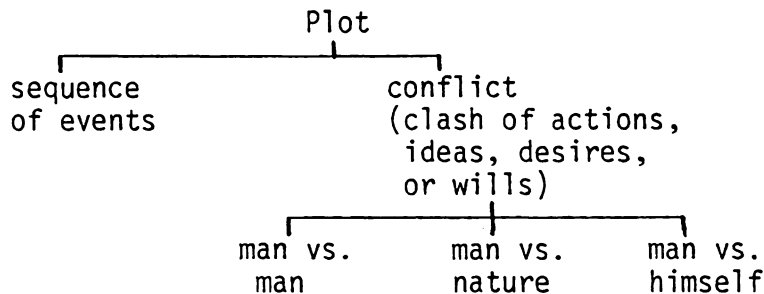 Plot
sequence
of events
conflict
(clash of actions,
ideas, desires,
or wills)
man vs.
man
man vs.
nature
man vs.
himself